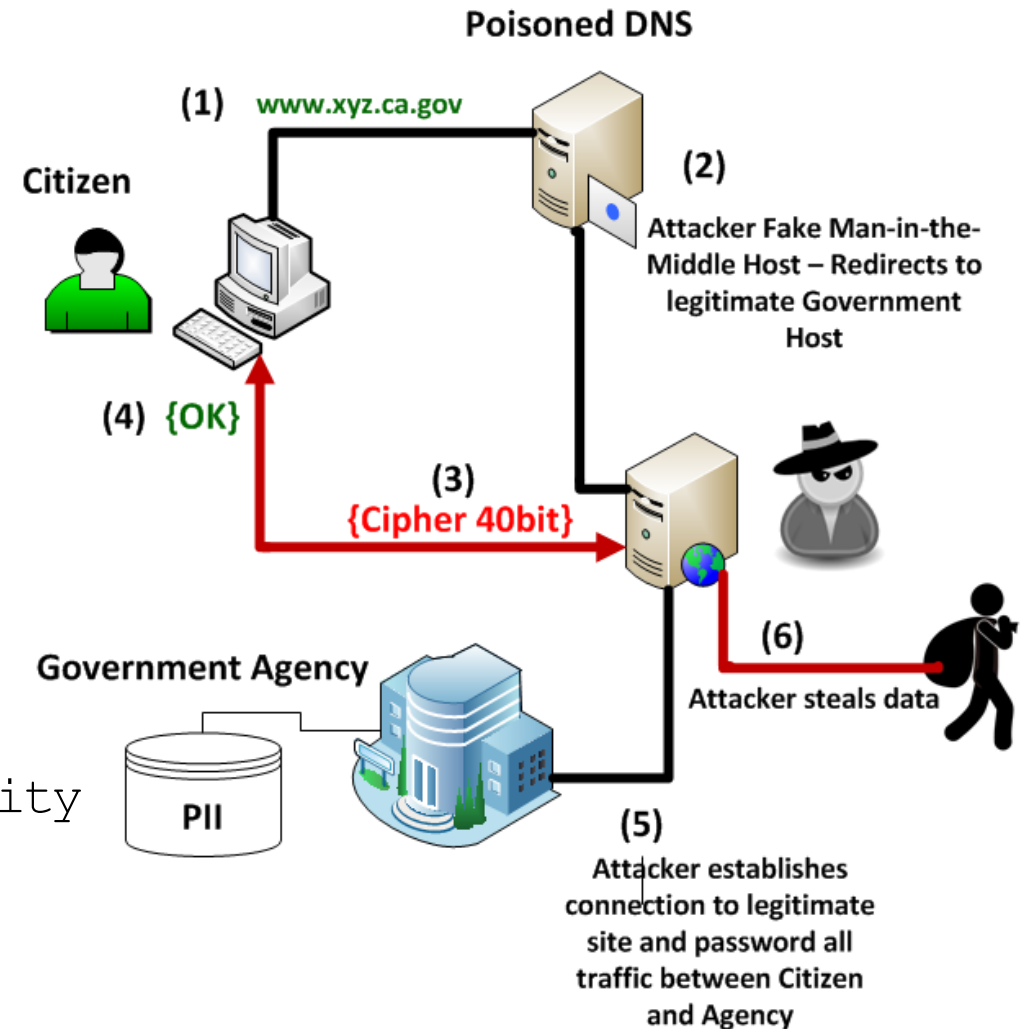 Poisoned DNS
(1) www.xyz.ca.gov
Citizen
(2)
Attacker Fake Man-in-the-
Middle Host – Redirects to
legitimate Government
Host
(4) {OK}
(3)
{Cipher 40bit}
(6)
Attacker steals data
Government Agency
ity
PII
(5)
Attacker establishes
connection to legitimate
site and password all
traffic between Citizen
and Agency